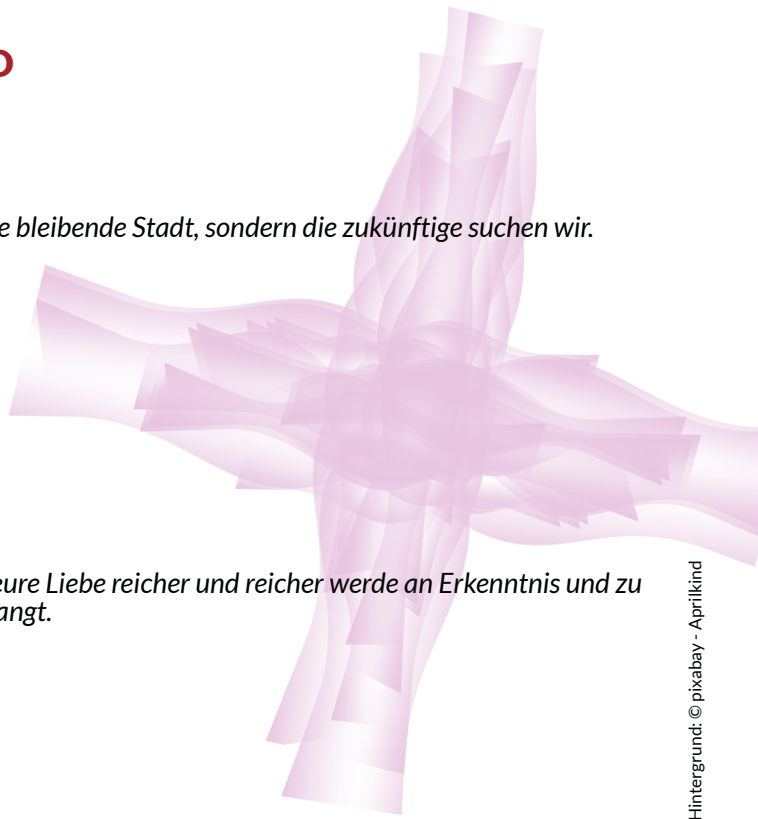 e bleibende Stadt, sondern die zukünftige suchen wir.
eure Liebe reicher und reicher werde an Erkenntnis und zu
angt.
Hintergrund: © pixabay - Aprilkind